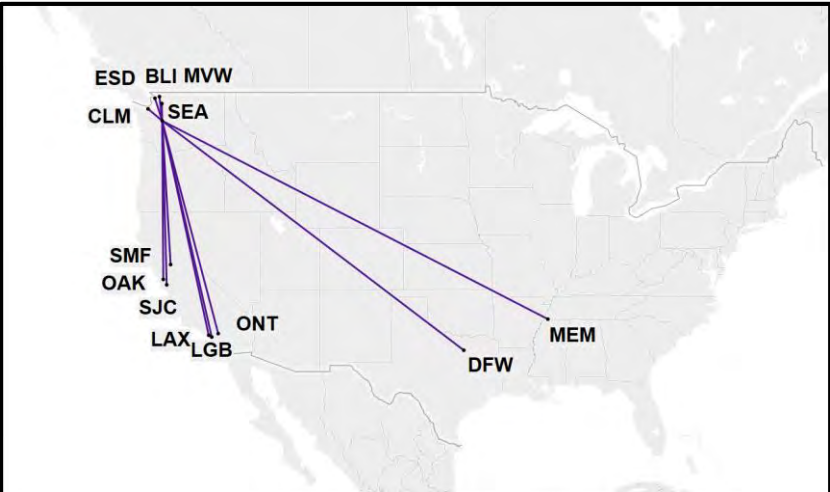 ESD BLI MVW
CLM
SEA
SMF
OAK
SJC
LAX
LGB
ONT
DFW
MEM